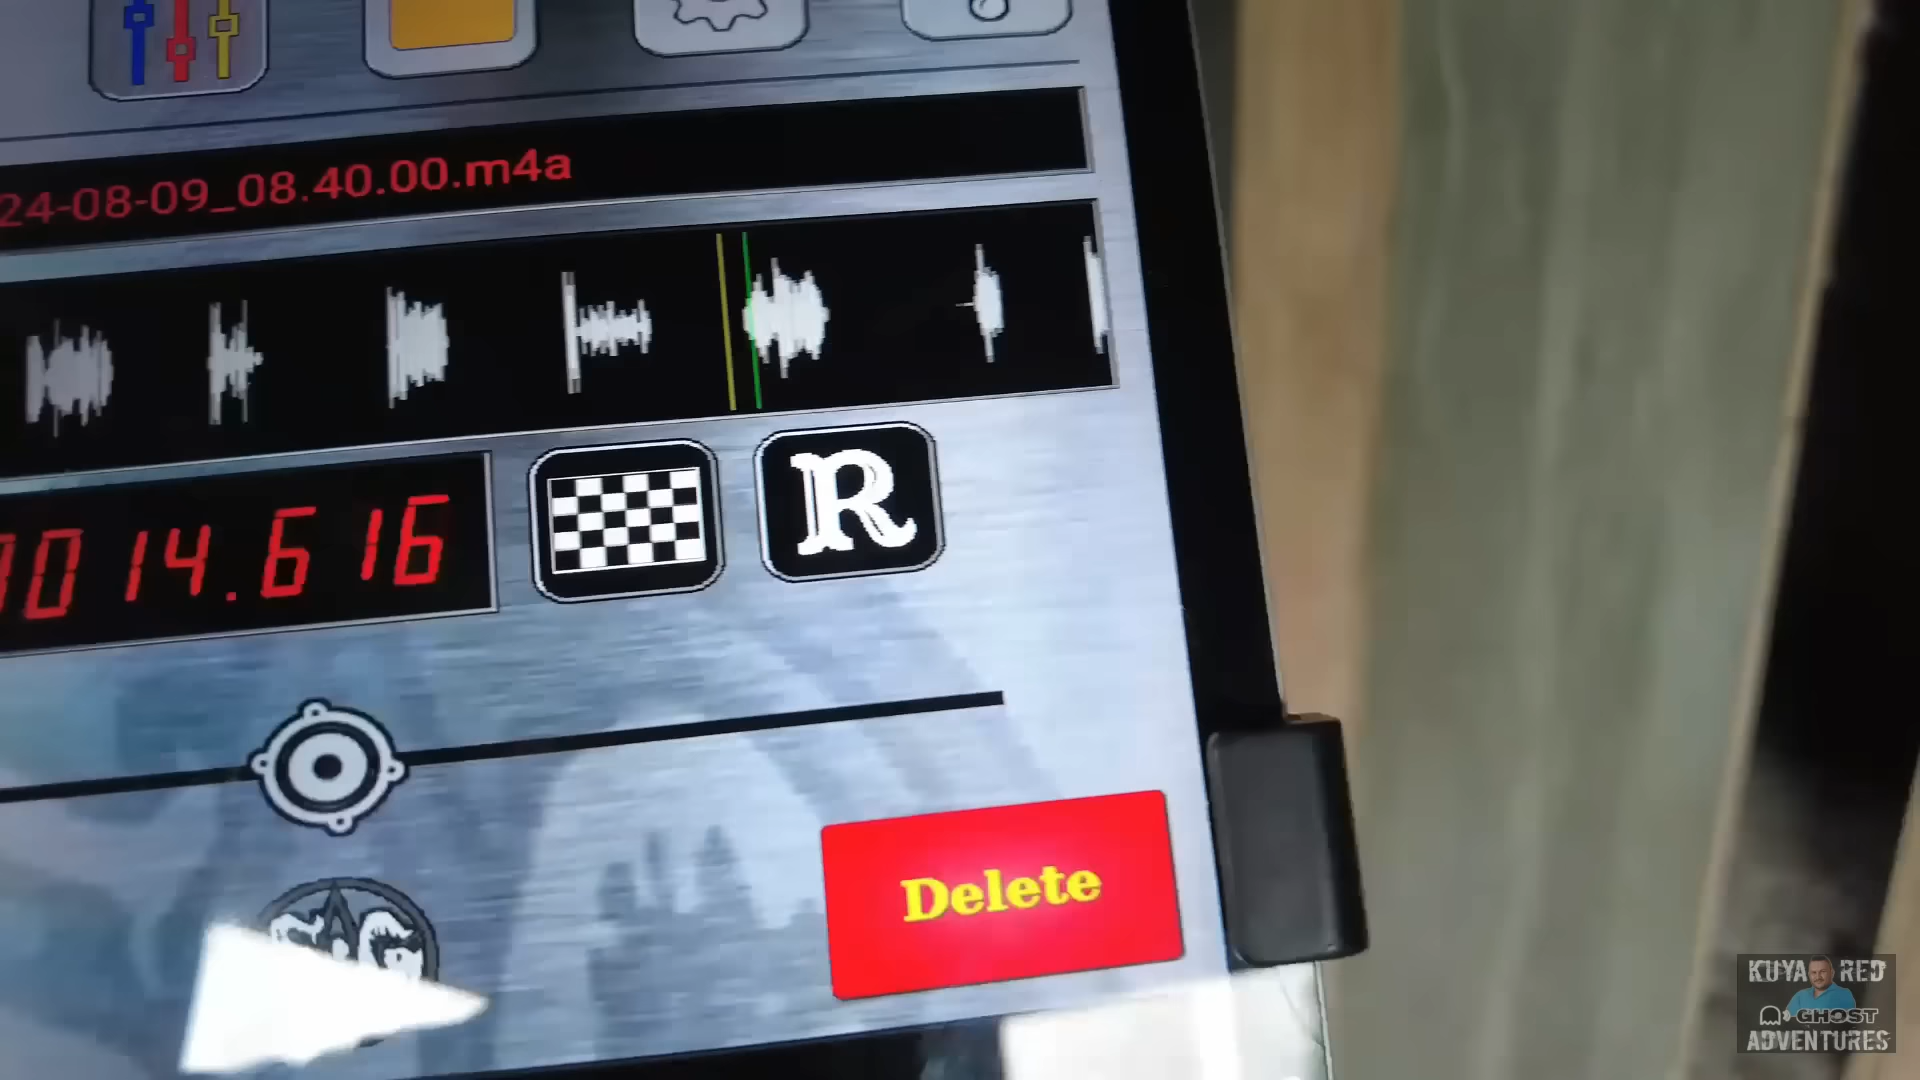 24-08-09_08.40.00.m4a
014.616
R
Delete
KUYA RED
GHOST
ADVENTURES